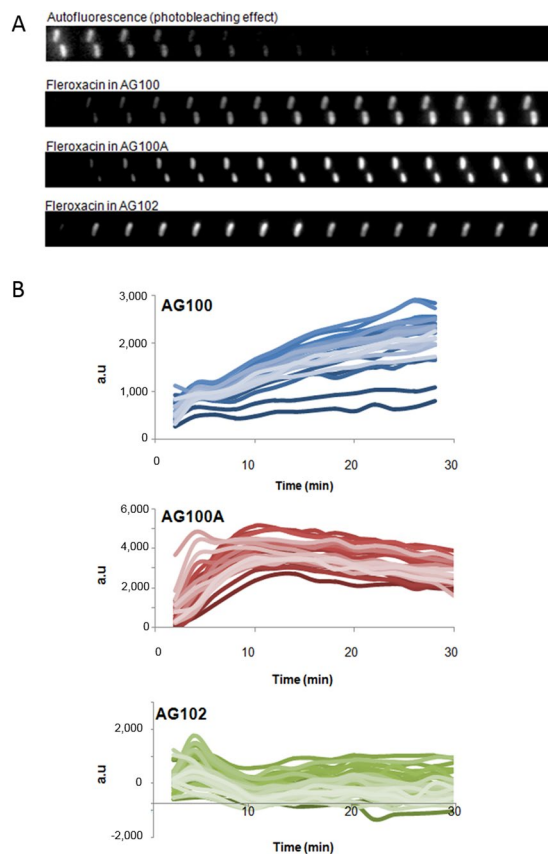 A
Autofluorescence (photobleaching effect)
Fleroxacin in AG100
Fleroxacin in AG100A
Fleroxacin in AG102
B
AG100
3,000
2,000
1,000
0
a.u
0 10 20 30
Time (min)
AG100A
6,000
4,000
2,000
0
a.u
0 10 20 30
Time (min)
AG102
2,000
0
-2,000
a.u
10 20 30
Time (min)